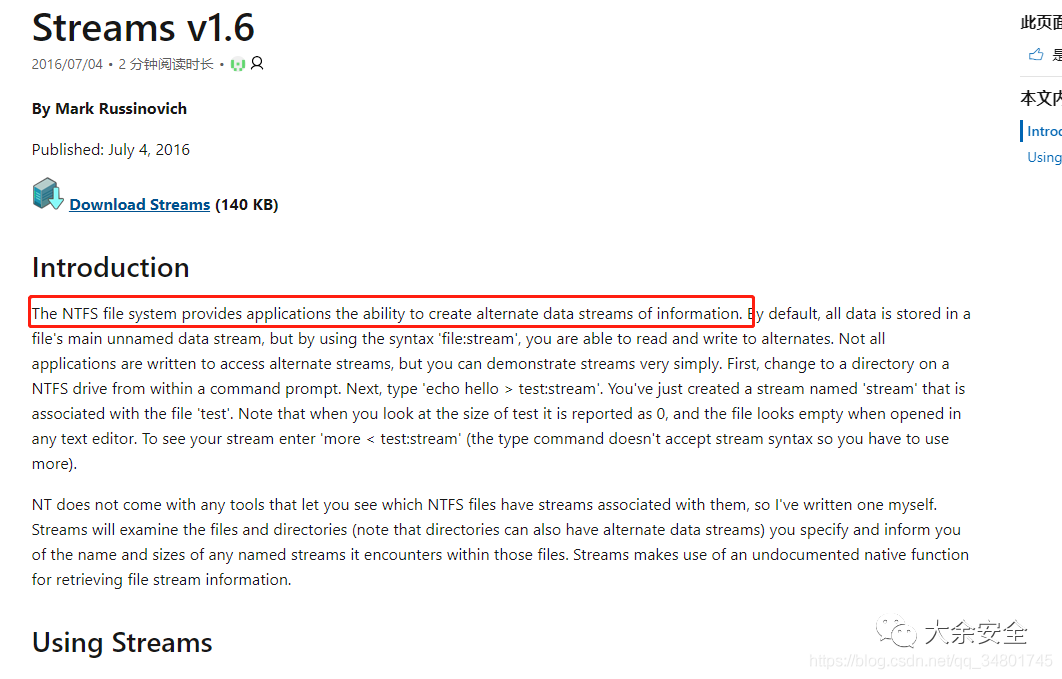 Streams v1.6
2016/07/04 • 2 分钟阅读时长 •
By Mark Russinovich
Published: July 4, 2016
Download Streams (140 KB)
Introduction
The NTFS file system provides applications the ability to create alternate data streams of information. By default, all data is stored in a
file's main unnamed data stream, but by using the syntax 'file:stream', you are able to read and write to alternates. Not all
applications are written to access alternate streams, but you can demonstrate streams very simply. First, change to a directory on a
NTFS drive from within a command prompt. Next, type 'echo hello > test:stream'. You've just created a stream named 'stream' that is
associated with the file 'test'. Note that when you look at the size of test it is reported as 0, and the file looks empty when opened in
any text editor. To see your stream enter 'more < test:stream' (the type command doesn't accept stream syntax so you have to use
more).
NT does not come with any tools that let you see which NTFS files have streams associated with them, so I've written one myself.
Streams will examine the files and directories (note that directories can also have alternate data streams) you specify and inform you
of the name and sizes of any named streams it encounters within those files. Streams makes use of an undocumented native function
for retrieving file stream information.
Using Streams
此页面
是
本文内
Introd
Using
大余安全
https://blog.csdn.net/qq_34801745